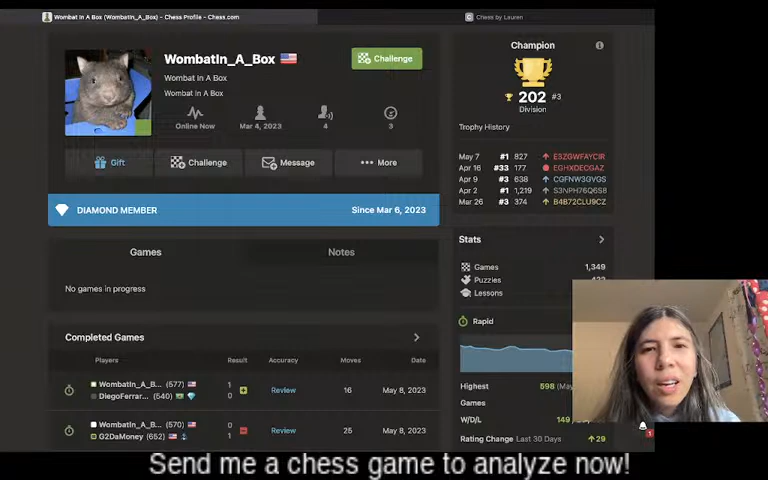 Wombat In A Box (WombatIn_A_Box) - Chess Profile - Chess.com
Chess by Lauren
WombatIn_A_Box
Challenge
Wombat In A Box
Wombat In A Box
Online Now
Mar 4, 2023
4
3
Gift
Challenge
Message
More
DIAMOND MEMBER
Since Mar 6, 2023
Games
Notes
No games in progress
Completed Games
Players
Result
Accuracy
Moves
Date
WombatIn_A_B... (577)
1
DiegoFerrar... (540)
0
Review
16
May 8, 2023
WombatIn_A_B... (570)
0
G2DaMoney (652)
1
Review
25
May 8, 2023
Champion
202 #3
Division
Trophy History
May 7 #1 827 E3ZGWFAYCIR
Apr 16 #33 177 EGHXDECGAZ
Apr 9 #3 638 CGFNW3GVGS
Apr 2 #1 1,219 S3NPH76Q6S8
Mar 26 #3 374 B4B72CLU9CZ
Stats
Games 1,349
Puzzles
Lessons
Rapid
Highest 598
Games
W/D/L 149
Rating Change Last 30 Days 29
Send me a chess game to analyze now!